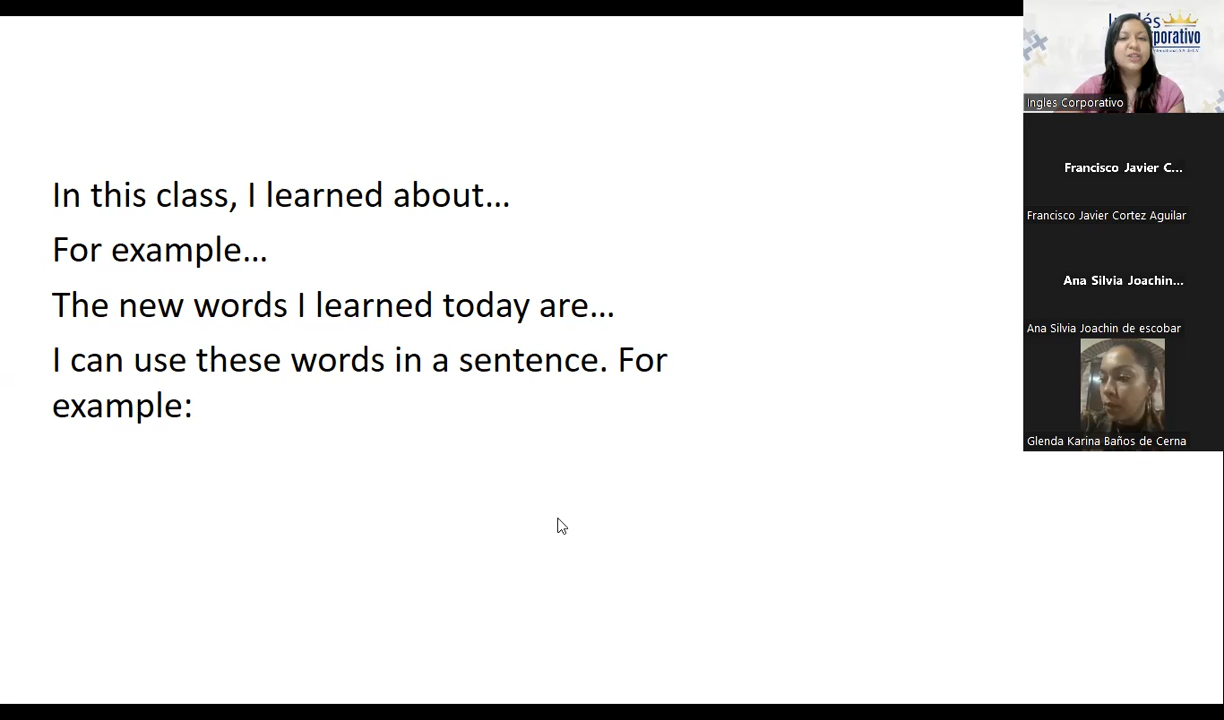 In this class, I learned about...
For example...
The new words I learned today are...
I can use these words in a sentence. For
example:
Inglés
Ingles Corporativo
Francisco Javier C...
Francisco Javier Cortez Aguilar
Ana Silvia Joachin...
Ana Silvia Joachin de escobar
Glenda Karina Baños de Cerna